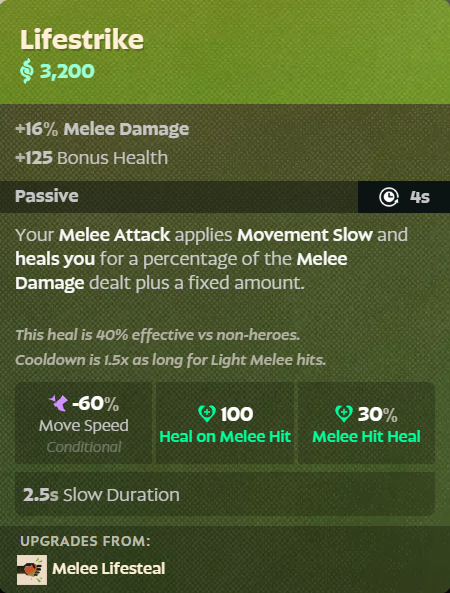 Lifestrike
3,200
+16% Melee Damage
+125 Bonus Health
Passive 4s
Your Melee Attack applies Movement Slow and
heals you for a percentage of the Melee
Damage dealt plus a fixed amount.
This heal is 40% effective vs non-heroes.
Cooldown is 1.5x as long for Light Melee hits.
-60%
Move Speed
Conditional
100
Heal on Melee Hit
30%
Melee Hit Heal
2.5s Slow Duration
UPGRADES FROM:
Melee Lifesteal